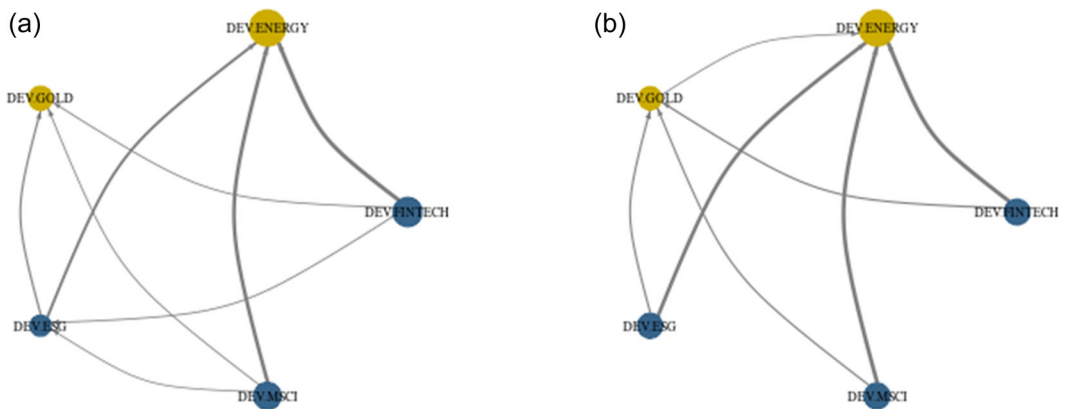 (a)
DEV.ENERGY
DEV.GOLD
DEV.FINTECH
DEV.ESG
DEV.MSCI
(b)
DEV.ENERGY
DEV.GOLD
DEV.FINTECH
DEV.ESG
DEV.MSCI